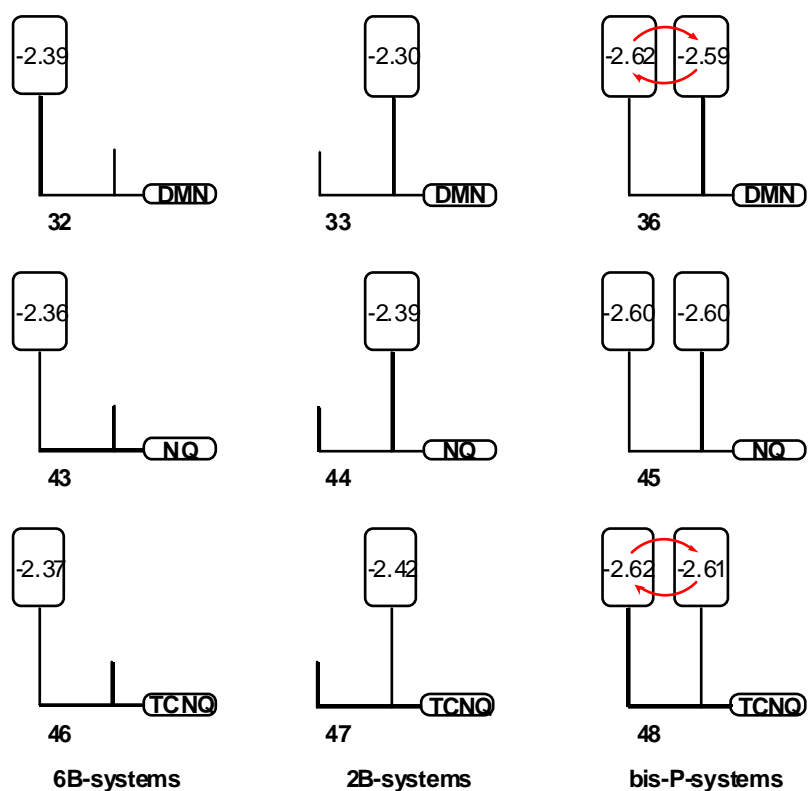 -2.39 -2.30 -2.62 -2.59
DMN DMN DMN
32 33 36
-2.36 -2.39 -2.60 -2.60
NQ NQ NQ
43 44 45
-2.37 -2.42 -2.62 -2.61
TCNQ TCNQ TCNQ
46 47 48
6B-systems 2B-systems bis-P-systems